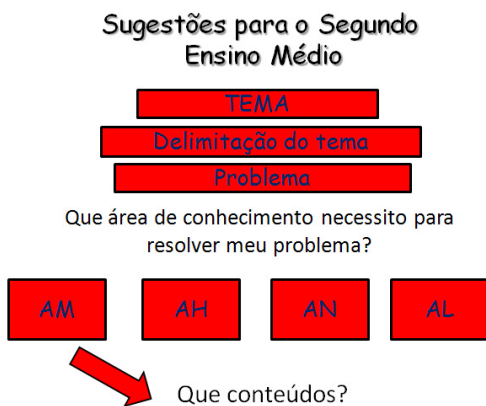 Sugestões para o Segundo
Ensino Médio
TEMA
Delimitação do tema
Problema
Que área de conhecimento necessito para
resolver meu problema?
AM AH AN AL
Que conteúdos?